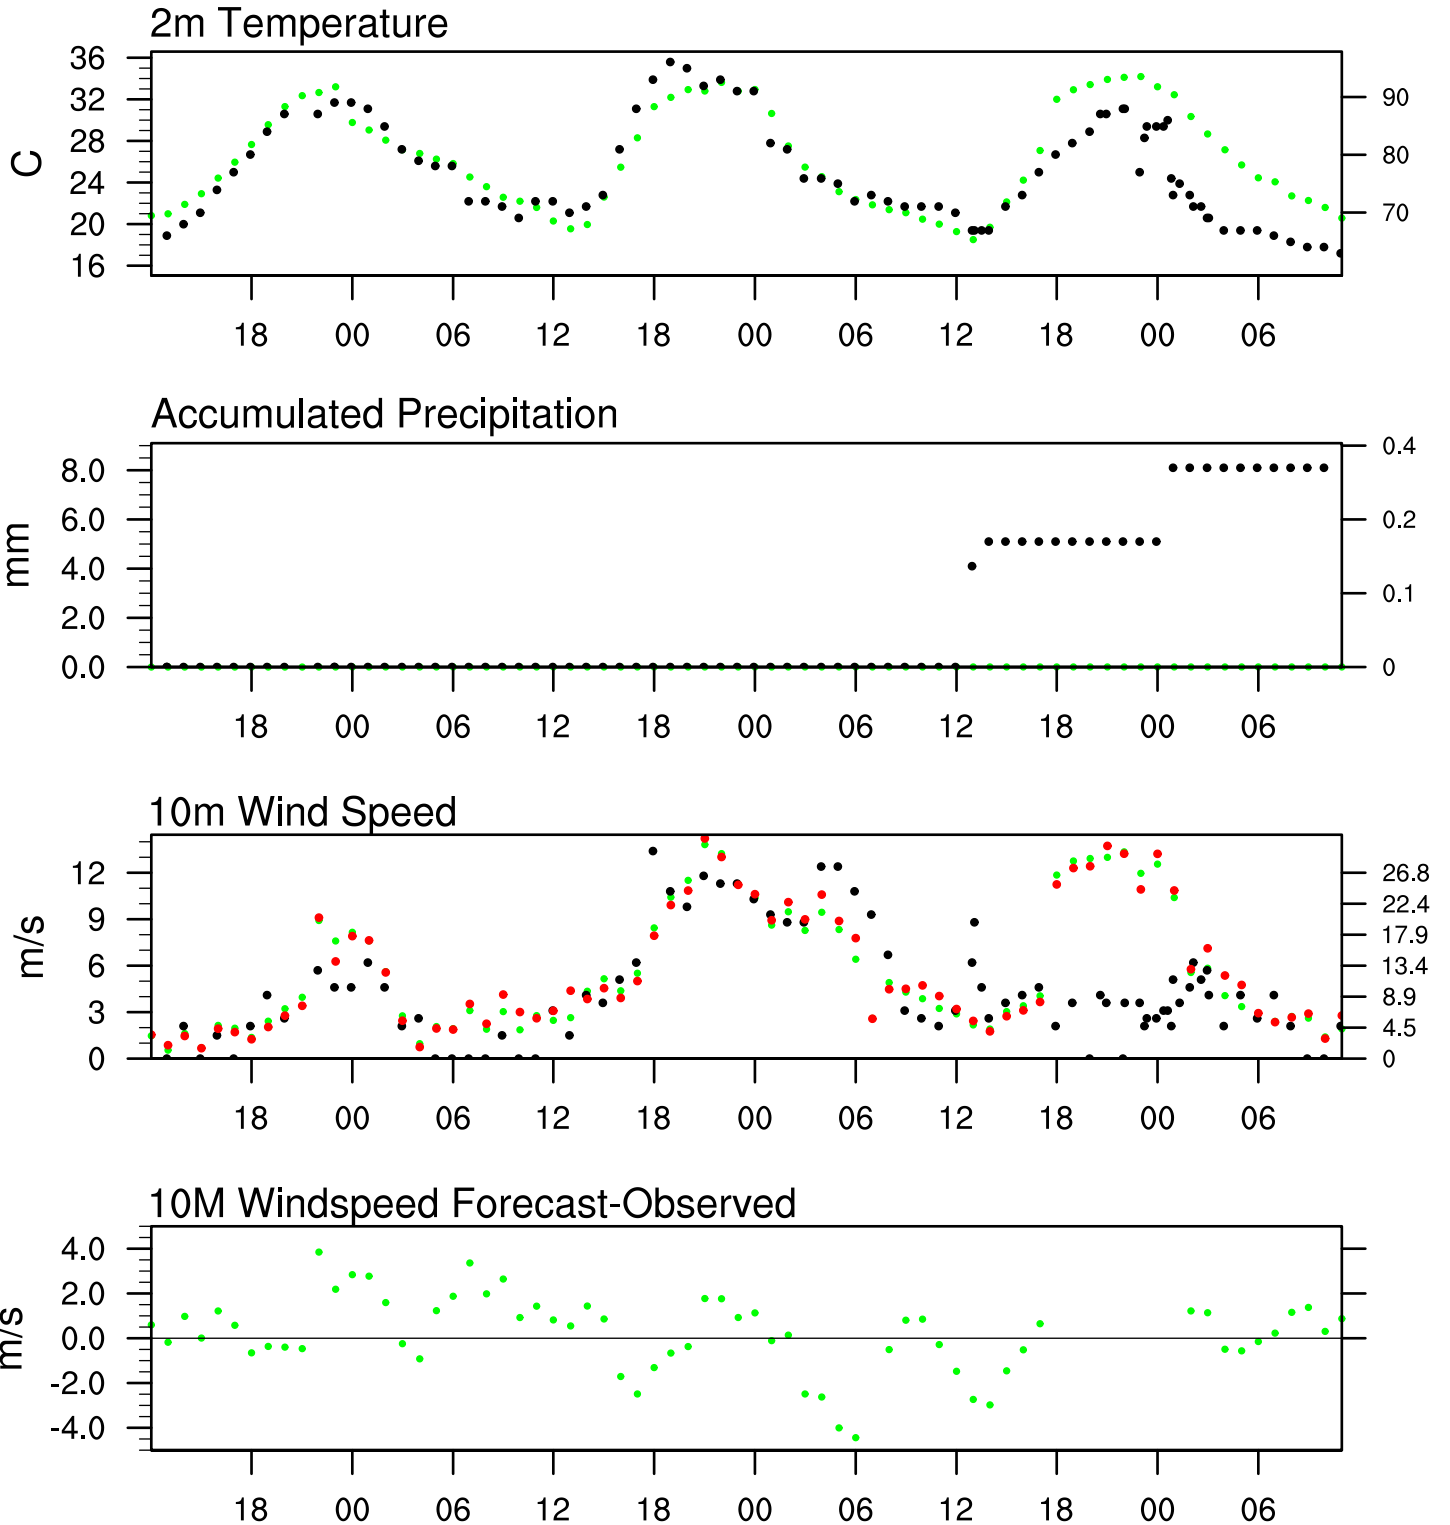 2m Temperature
36
32
28
24
20
16
C
90
80
70
18 00 06 12 18 00 06 12 18 00 06
Accumulated Precipitation
8.0
6.0
4.0
2.0
0.0
mm
0.4
0.2
0.1
0
18 00 06 12 18 00 06 12 18 00 06
10m Wind Speed
12
9
6
3
0
m/s
26.8
22.4
17.9
13.4
8.9
4.5
0
18 00 06 12 18 00 06 12 18 00 06
10M Windspeed Forecast-Observed
4.0
2.0
0.0
-2.0
-4.0
m/s
18 00 06 12 18 00 06 12 18 00 06